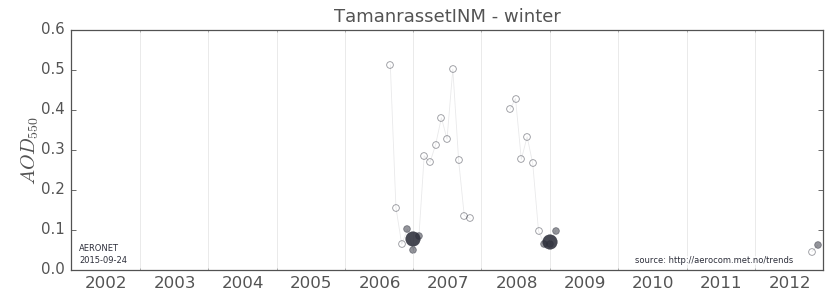 TamanrassetINM - winter
0.6
0.5
0.4
0.3
0.2
0.1
0.0
AOD550
AERONET
2015-09-24
source: http://aerocom.met.no/trends
2002 2003 2004 2005 2006 2007 2008 2009 2010 2011 2012